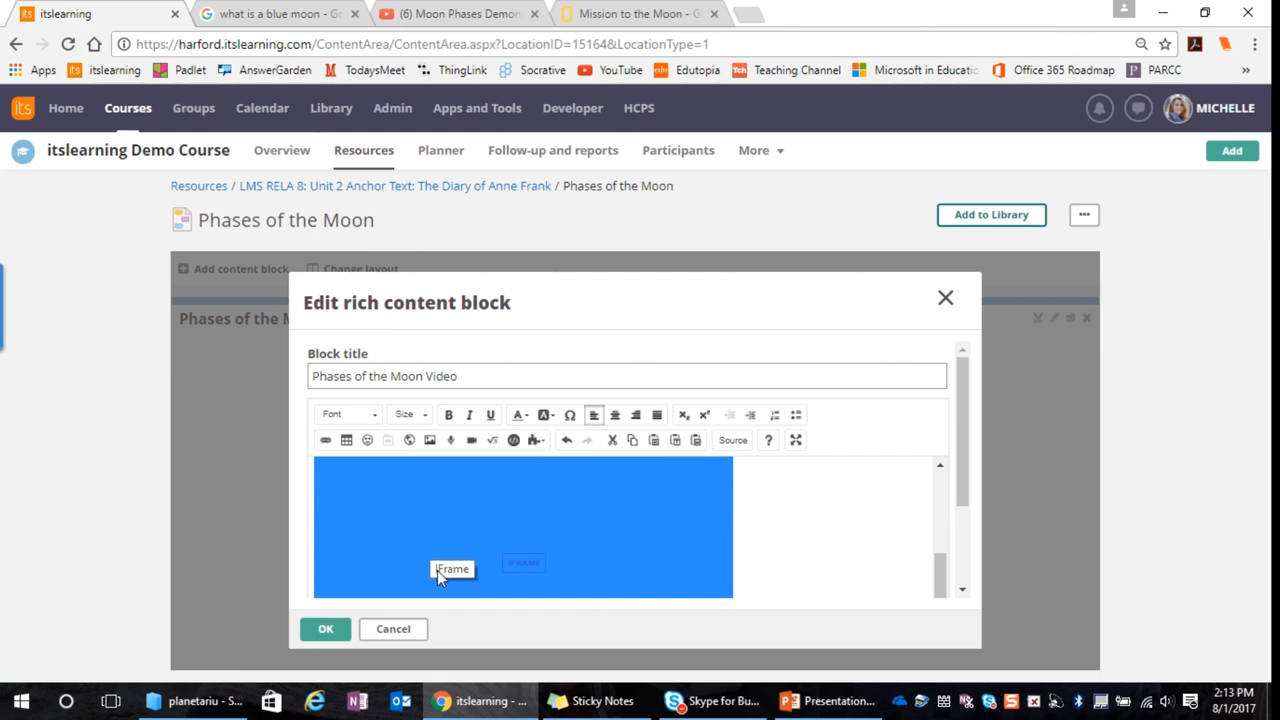 itslearning
what is a blue moon - Go
(6) Moon Phases Demon
Mission to the Moon - G
https://harford.itslearning.com/ContentArea/ContentArea.aspx?LocationID=15164&LocationType=1
Apps itslearning Padlet AnswerGarden TodaysMeet ThingLink Socrative YouTube Edutopia Teaching Channel Microsoft in Educatio Office 365 Roadmap PARCC »
its Home Courses Groups Calendar Library Admin Apps and Tools Developer HCPS MICHELLE
itslearning Demo Course Overview Resources Planner Follow-up and reports Participants More Add
Resources / LMS RELA 8: Unit 2 Anchor Text: The Diary of Anne Frank / Phases of the Moon
Phases of the Moon Add to Library ...
Add content block Change layout
Edit rich content block
Phases of the M
Block title
Phases of the Moon Video
Font Size B I U A A Ω
Source ?
IFRAME
IFrame
OK Cancel
planetariu - S... itslearning - ... Sticky Notes Skype for Bu... Presentation... 2:13 PM
8/1/2017